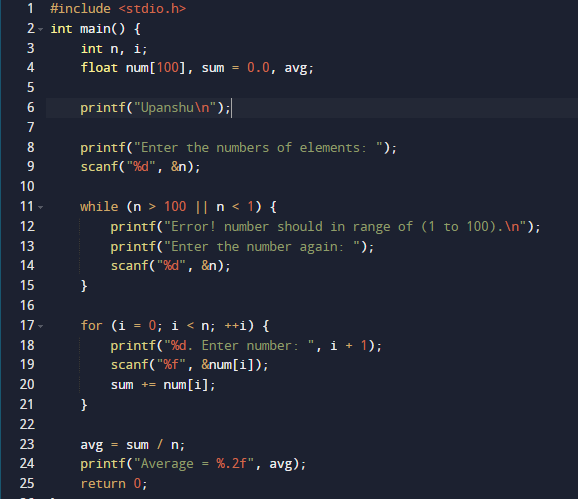 1 #include <stdio.h>
2 int main() {
3     int n, i;
4     float num[100], sum = 0.0, avg;
5
6     printf("Upanshu\n");
7
8     printf("Enter the numbers of elements: ");
9     scanf("%d", &n);
10
11     while (n > 100 || n < 1) {
12         printf("Error! number should in range of (1 to 100).\n");
13         printf("Enter the number again: ");
14         scanf("%d", &n);
15     }
16
17     for (i = 0; i < n; ++i) {
18         printf("%d. Enter number: ", i + 1);
19         scanf("%f", &num[i]);
20         sum += num[i];
21     }
22
23     avg = sum / n;
24     printf("Average = %.2f", avg);
25     return 0;